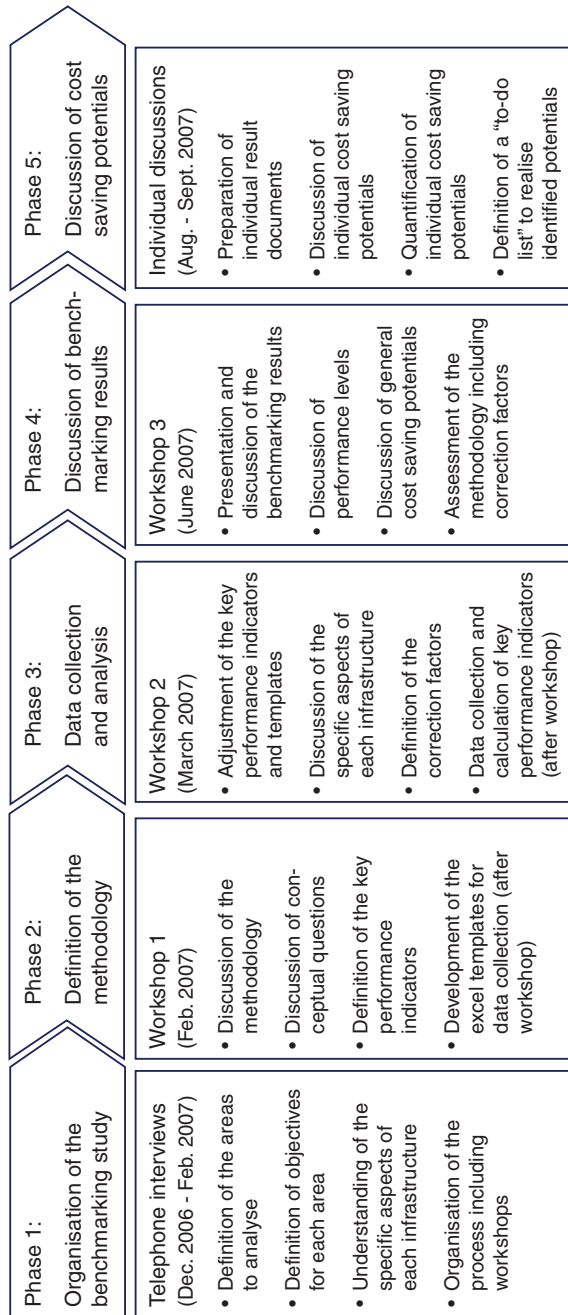 Phase 1:
Organisation of the
benchmarking study
Telephone interviews
(Dec. 2006 - Feb. 2007)
• Definition of the areas
to analyse
• Definition of objectives
for each area
• Understanding of the
specific aspects of
each infrastructure
• Organisation of the
process including
workshops
Phase 2:
Definition of the
methodology
Workshop 1
(Feb. 2007)
• Discussion of the
methodology
• Discussion of con-
ceptual questions
• Definition of the key
performance
indicators
• Development of the
excel templates for
data collection (after
workshop)
Phase 3:
Data collection
and analysis
Workshop 2
(March 2007)
• Adjustment of the key
performance indicators
and templates
• Discussion of the
specific aspects of
each infrastructure
• Definition of the
correction factors
• Data collection and
calculation of key
performance indicators
(after workshop)
Phase 4:
Discussion of bench-
marking results
Workshop 3
(June 2007)
• Presentation and
discussion of the
benchmarking results
• Discussion of
performance levels
• Discussion of general
cost saving potentials
• Assessment of the
methodology including
correction factors
Phase 5:
Discussion of cost
saving potentials
Individual discussions
(Aug. - Sept. 2007)
• Preparation of
individual result
documents
• Discussion of
individual cost saving
potentials
• Quantification of
individual cost saving
potentials
• Definition of a “to-do
list” to realise
identified potentials